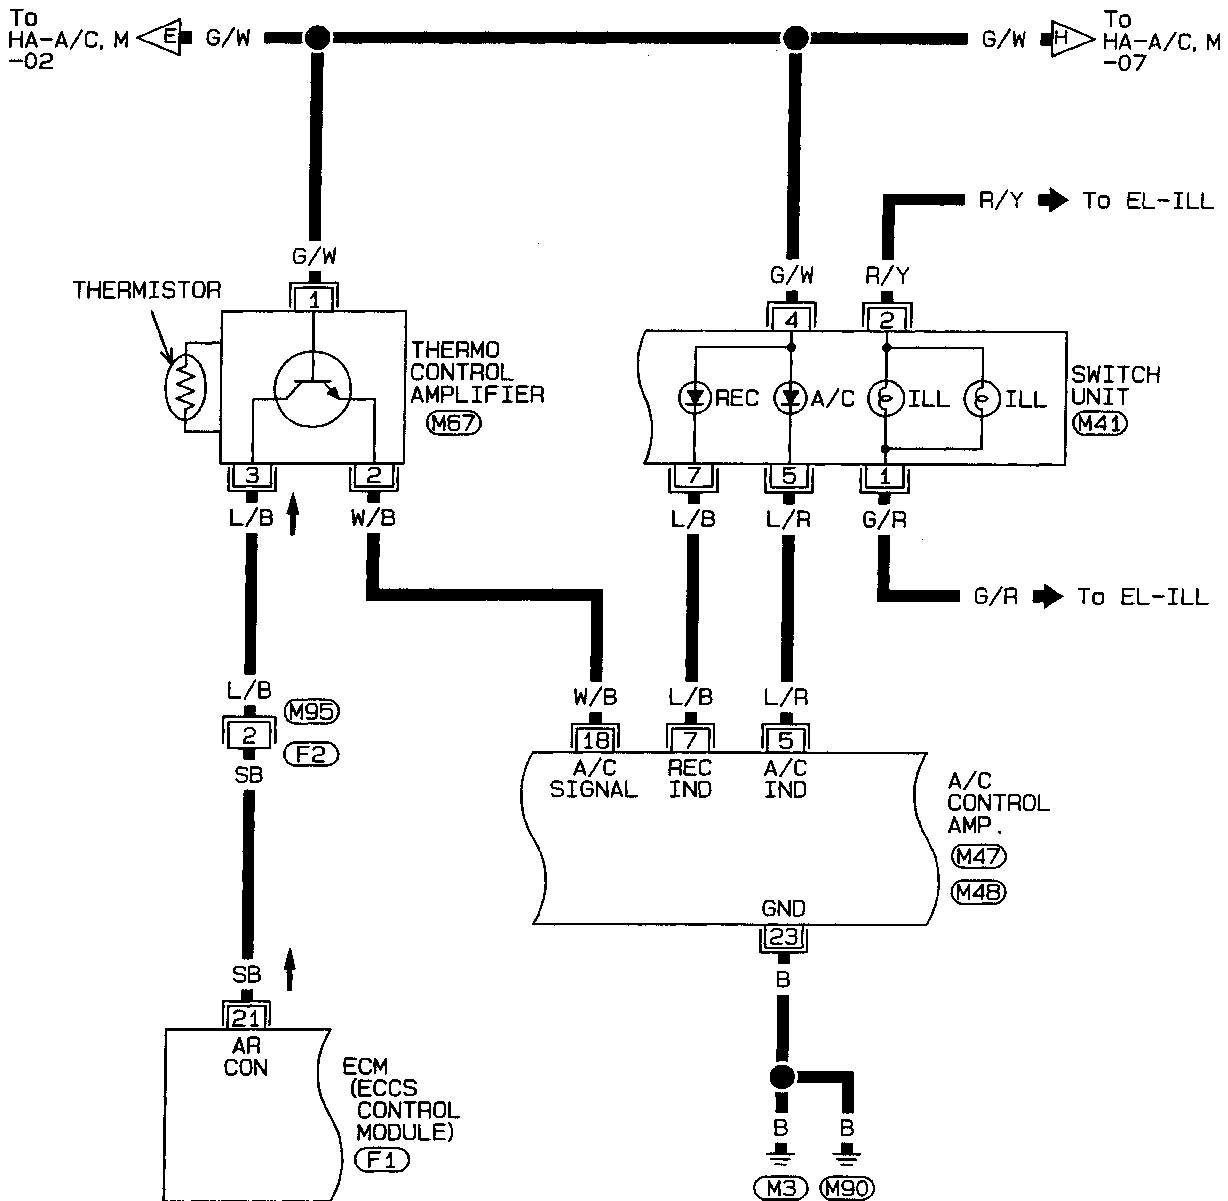 To
HA-A/C, M
-02
E
G/W
G/W
H
To
HA-A/C, M
-07
R/Y
To EL-ILL
G/W
G/W
R/Y
THERMISTOR
1
4
2
THERMO
CONTROL
AMPLIFIER
M67
REC
A/C
ILL
ILL
SWITCH
UNIT
M41
3
2
7
5
1
L/B
W/B
L/B
L/R
G/R
G/R
To EL-ILL
L/B
M95
W/B
L/B
L/R
2
F2
18
7
5
SB
A/C
SIGNAL
REC
IND
A/C
IND
A/C
CONTROL
AMP.
M47
M48
GND
23
SB
B
21
AR
CON
ECM
(ECCS
CONTROL
MODULE)
F1
B
B
M3
M90